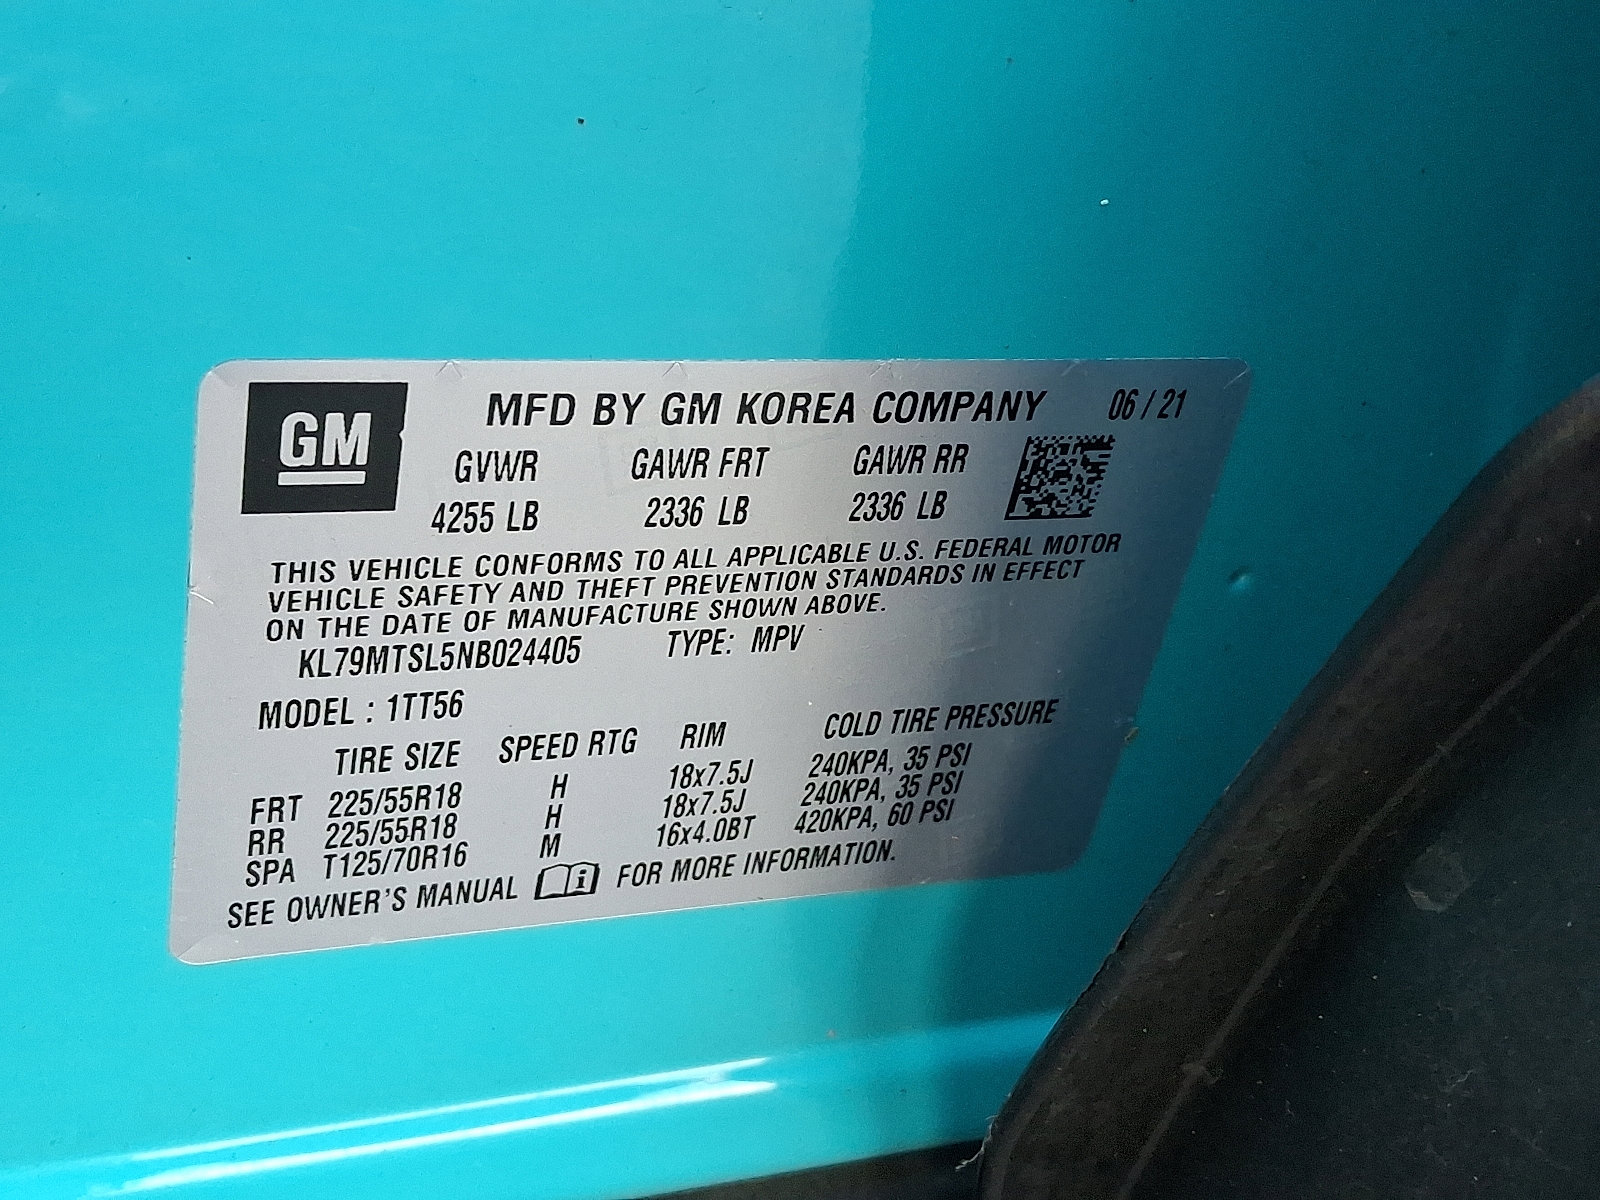 GM
MFD BY GM KOREA COMPANY 06/21
GVWR GAWR FRT GAWR RR
4255 LB 2336 LB 2336 LB
THIS VEHICLE CONFORMS TO ALL APPLICABLE U.S. FEDERAL MOTOR
VEHICLE SAFETY AND THEFT PREVENTION STANDARDS IN EFFECT
ON THE DATE OF MANUFACTURE SHOWN ABOVE.
KL79MTSL5NB024405 TYPE: MPV
MODEL : 1TT56
TIRE SIZE SPEED RTG RIM COLD TIRE PRESSURE
FRT 225/55R18 H 18x7.5J 240KPA, 35 PSI
RR 225/55R18 H 18x7.5J 240KPA, 35 PSI
SPA T125/70R16 M 16x4.0BT 420KPA, 60 PSI
SEE OWNER'S MANUAL i FOR MORE INFORMATION.